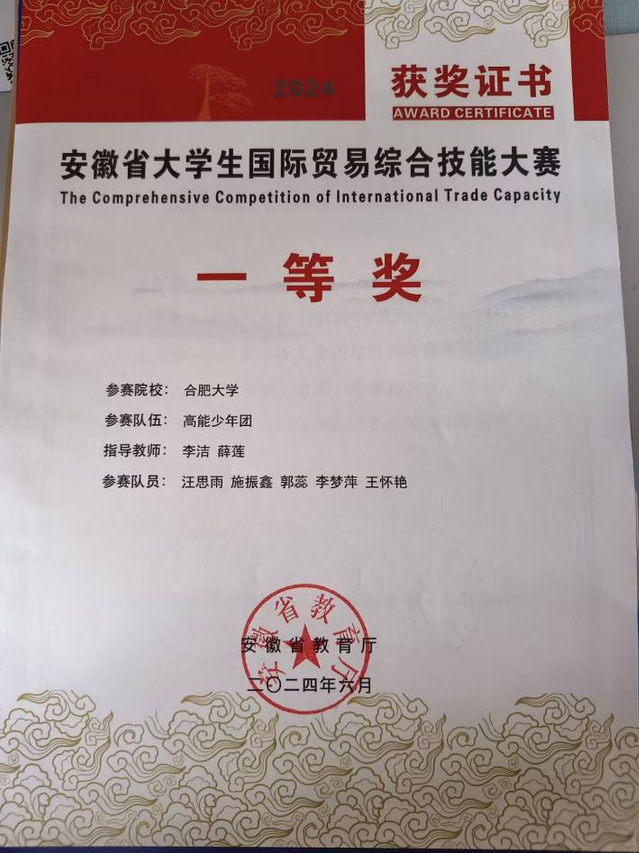 2024
获奖证书
AWARD CERTIFICATE
安徽省大学生国际贸易综合技能大赛
The Comprehensive Competition of International Trade Capacity
一等奖
参赛院校： 合肥大学
参赛队伍： 高能少年团
指导教师： 李洁 薛莲
参赛队员： 汪思雨 施振鑫 郭蕊 李梦萍 王怀艳
安徽省教育厅
安徽省教育厅
二〇二四年六月